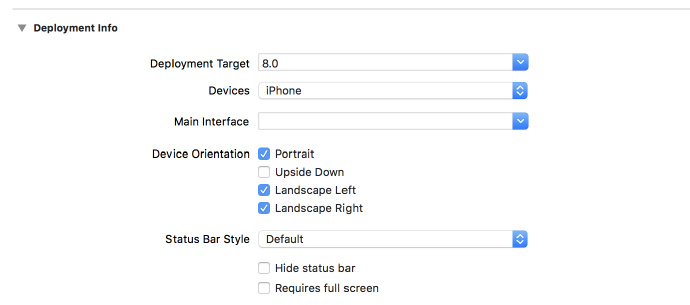 Deployment Info
Deployment Target 8.0
Devices iPhone
Main Interface
Device Orientation Portrait
Upside Down
Landscape Left
Landscape Right
Status Bar Style Default
Hide status bar
Requires full screen